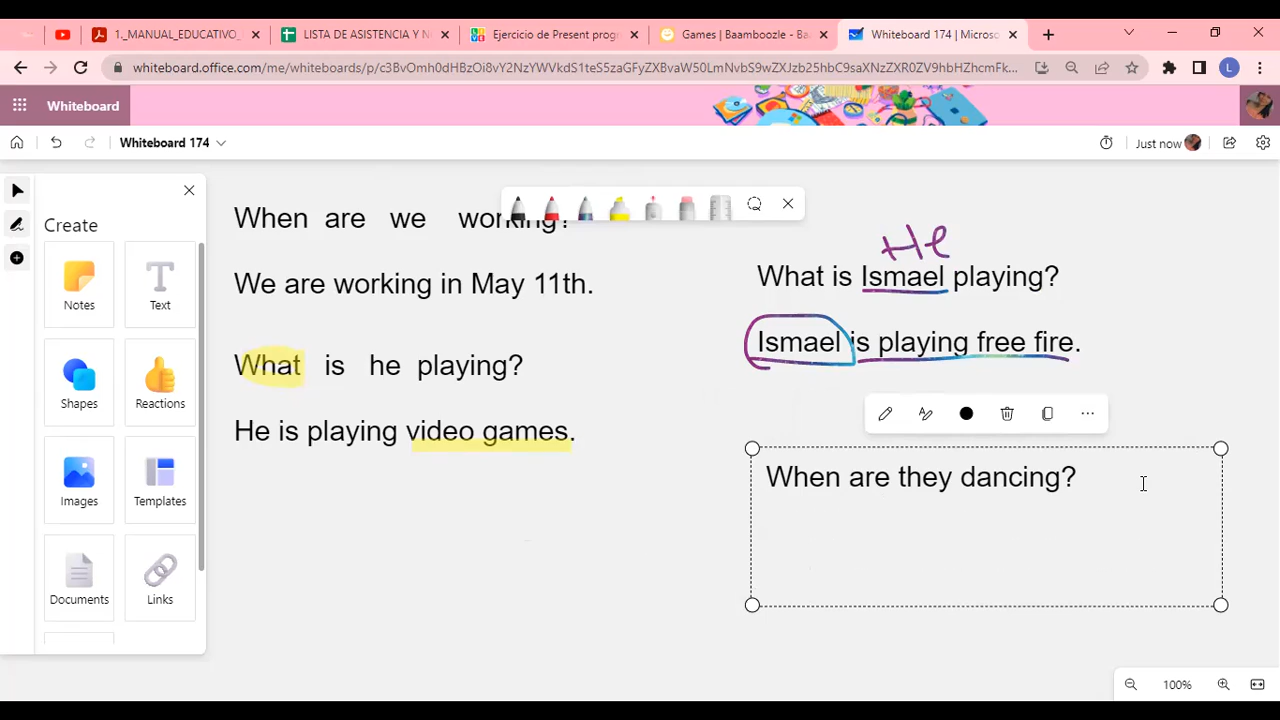 1._MANUAL_EDUCATIVO_
LISTA DE ASISTENCIA Y N
Ejercicio de Present prog
Games | Baamboozle - Ba
Whiteboard 174 | Micros
whiteboard.office.com/me/whiteboards/p/c3BvOmh0dHBzOi8vY2NzYWVkdS1teS5zaGFyZXBvaW50LmNvbS9wZXJzb25hbC9saXNzZXR0ZV9hbHZhcmFk...
L
Whiteboard
Whiteboard 174
Just now
Create
Notes
Text
Shapes
Reactions
Images
Templates
Documents
Links
When are we working?
We are working in May 11th.
What is he playing?
He is playing video games.
He
What is Ismael playing?
Ismael is playing free fire.
When are they dancing?
100%